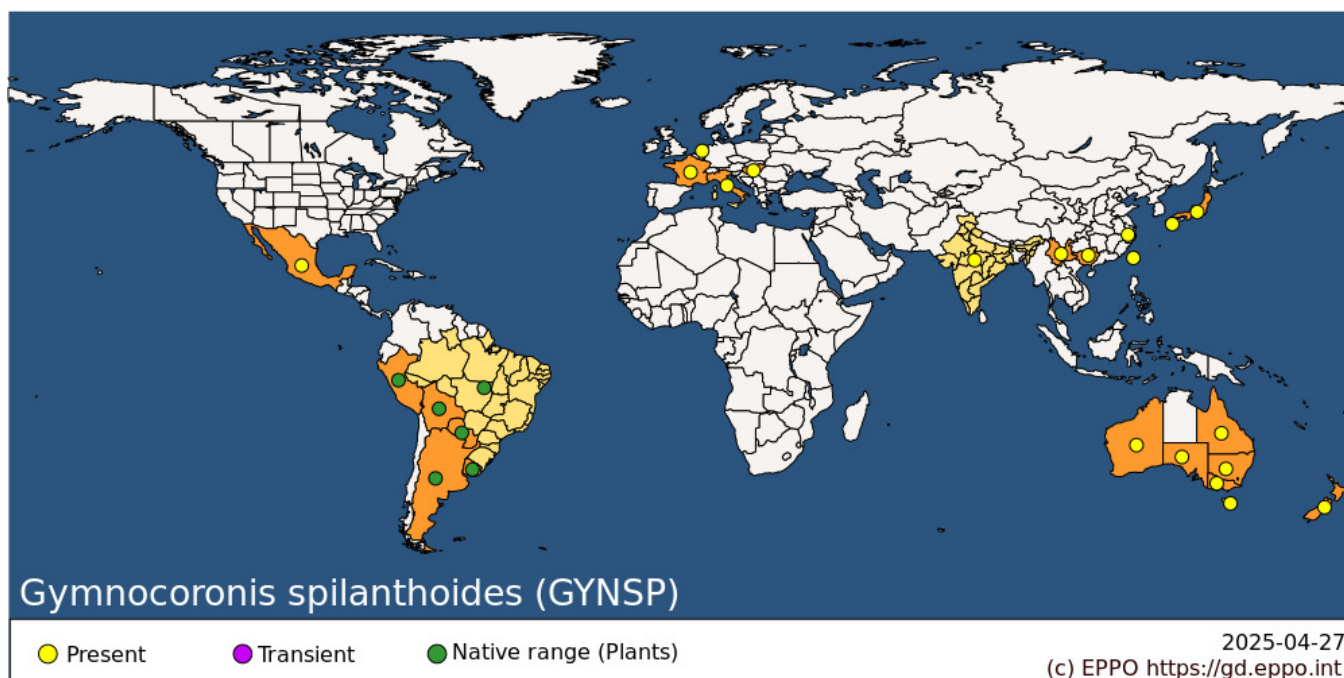 Gymnocoronis spilanthoides (GYNSP)
Present
Transient
Native range (Plants)
2025-04-27
(c) EPPO https://gd.eppo.int